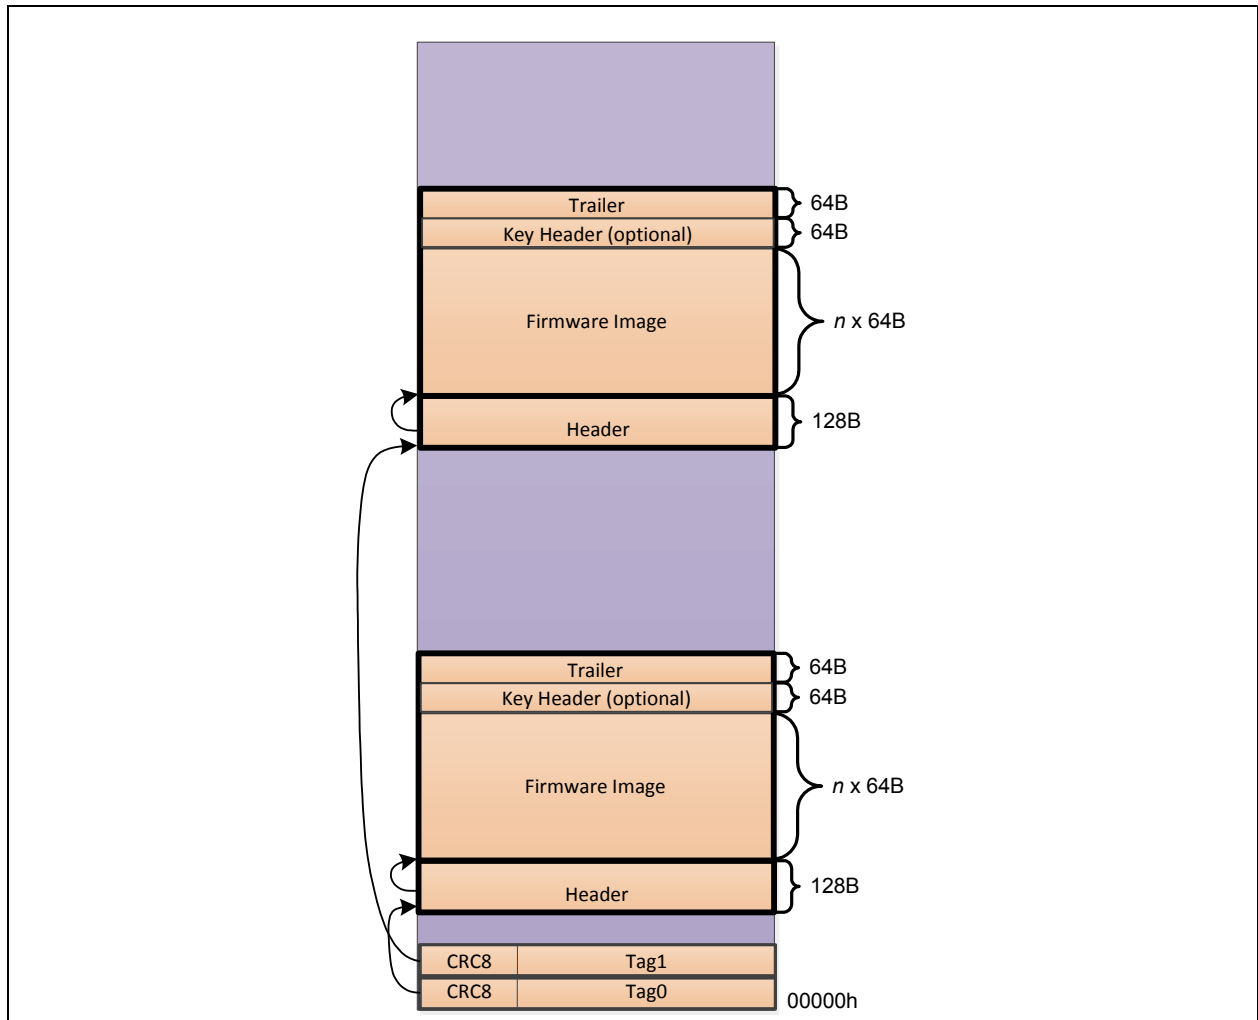 Trailer
64B
Key Header (optional)
64B
Firmware Image
n x 64B
Header
128B
Trailer
64B
Key Header (optional)
64B
Firmware Image
n x 64B
Header
128B
CRC8 Tag1
CRC8 Tag0
00000h